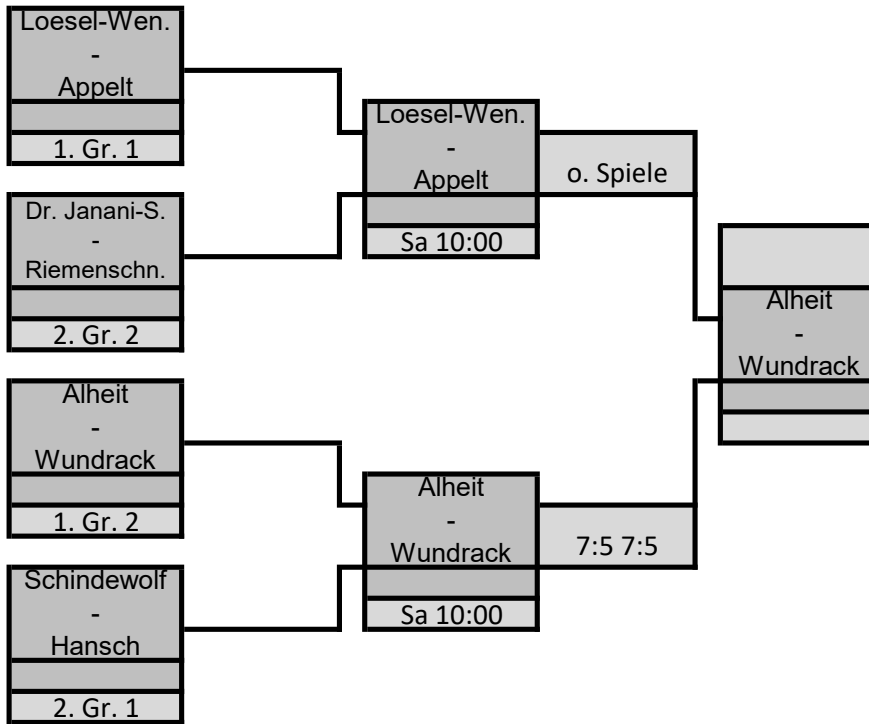 Loesel-Wen.
-
Appelt
1. Gr. 1
Dr. Janani-S.
-
Riemenschn.
2. Gr. 2
Alheit
-
Wundrack
1. Gr. 2
Schindewolf
-
Hansch
2. Gr. 1
Loesel-Wen.
-
Appelt
Sa 10:00
o. Spiele
Alheit
-
Wundrack
Sa 10:00
7:5 7:5
Alheit
-
Wundrack